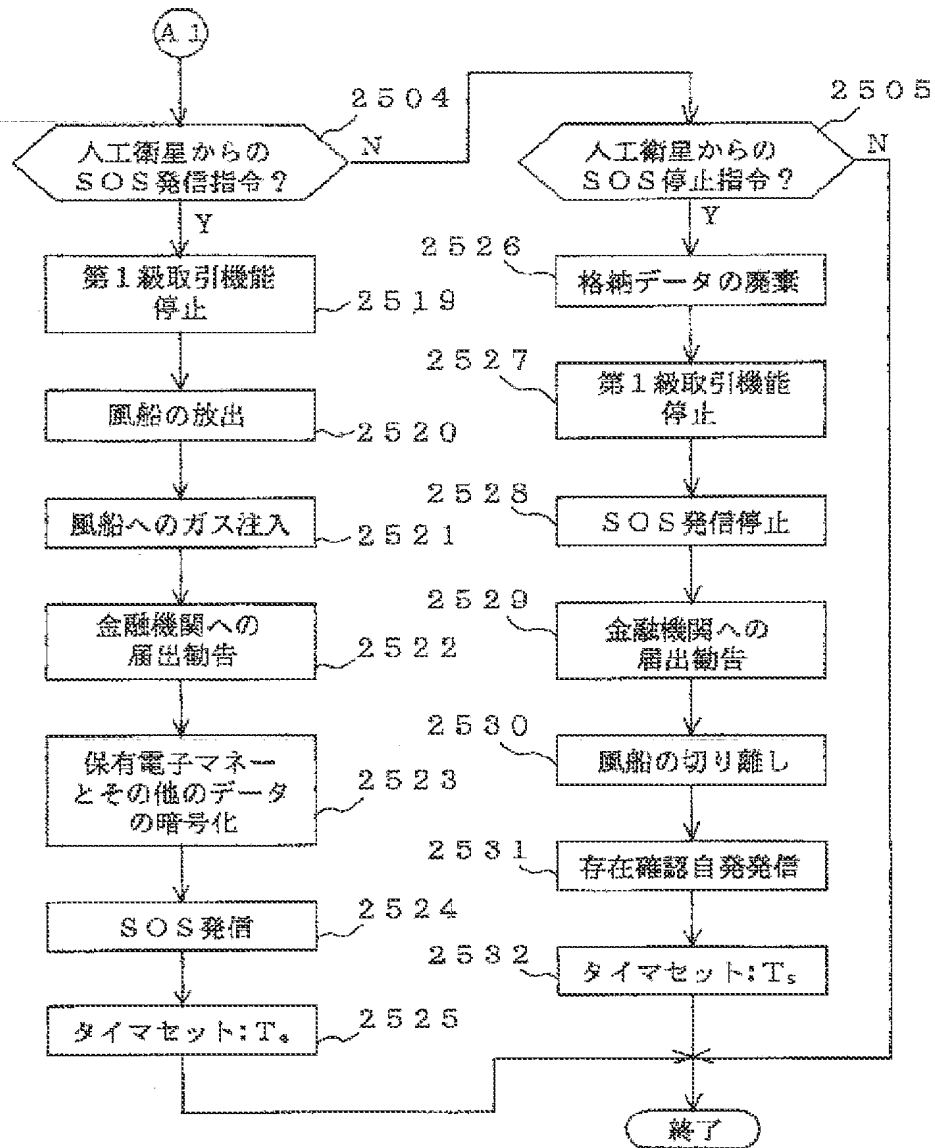 A1
2504
人工衛星からの
SOS発信指令？
N
Y
第1級取引機能
停止
2519
風船の放出
2520
風船へのガス注入
2521
金融機関への
届出勧告
2522
保有電子マネー
とその他のデータ
の暗号化
2523
SOS発信
2524
タイマセット:T₄
2525
2505
人工衛星からの
SOS停止指令？
N
Y
2526
格納データの廃棄
2527
第1級取引機能
停止
2528
SOS発信停止
2529
金融機関への
届出勧告
2530
風船の切り離し
2531
存在確認自発発信
2532
タイマセット:T₅
終了